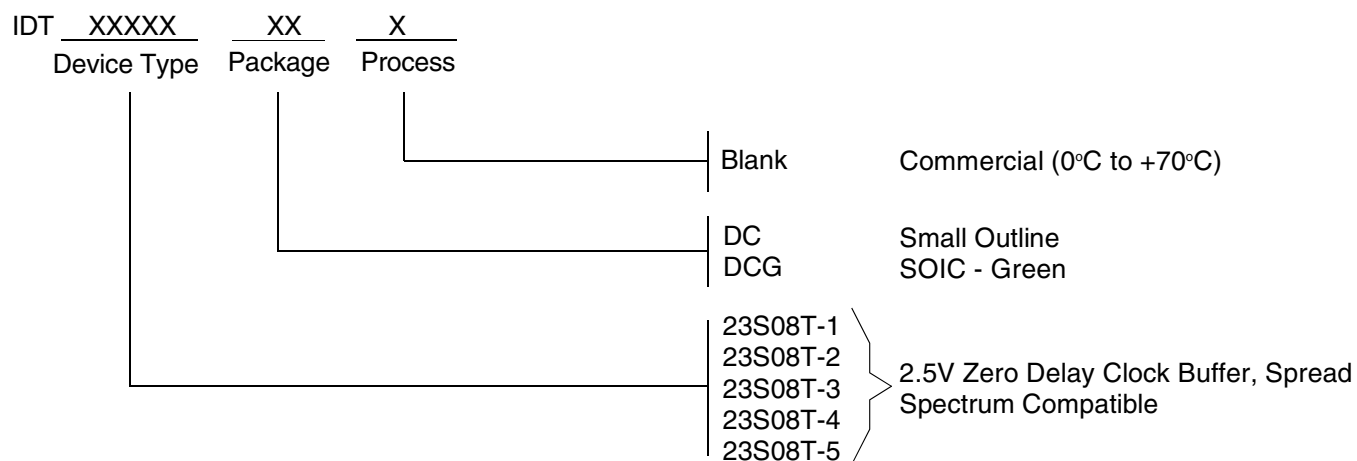 IDT XXXXX XX X
Device Type Package Process
Blank Commercial (0°C to +70°C)
DC Small Outline
DCG SOIC - Green
23S08T-1
23S08T-2
23S08T-3
23S08T-4
23S08T-5
2.5V Zero Delay Clock Buffer, Spread
Spectrum Compatible